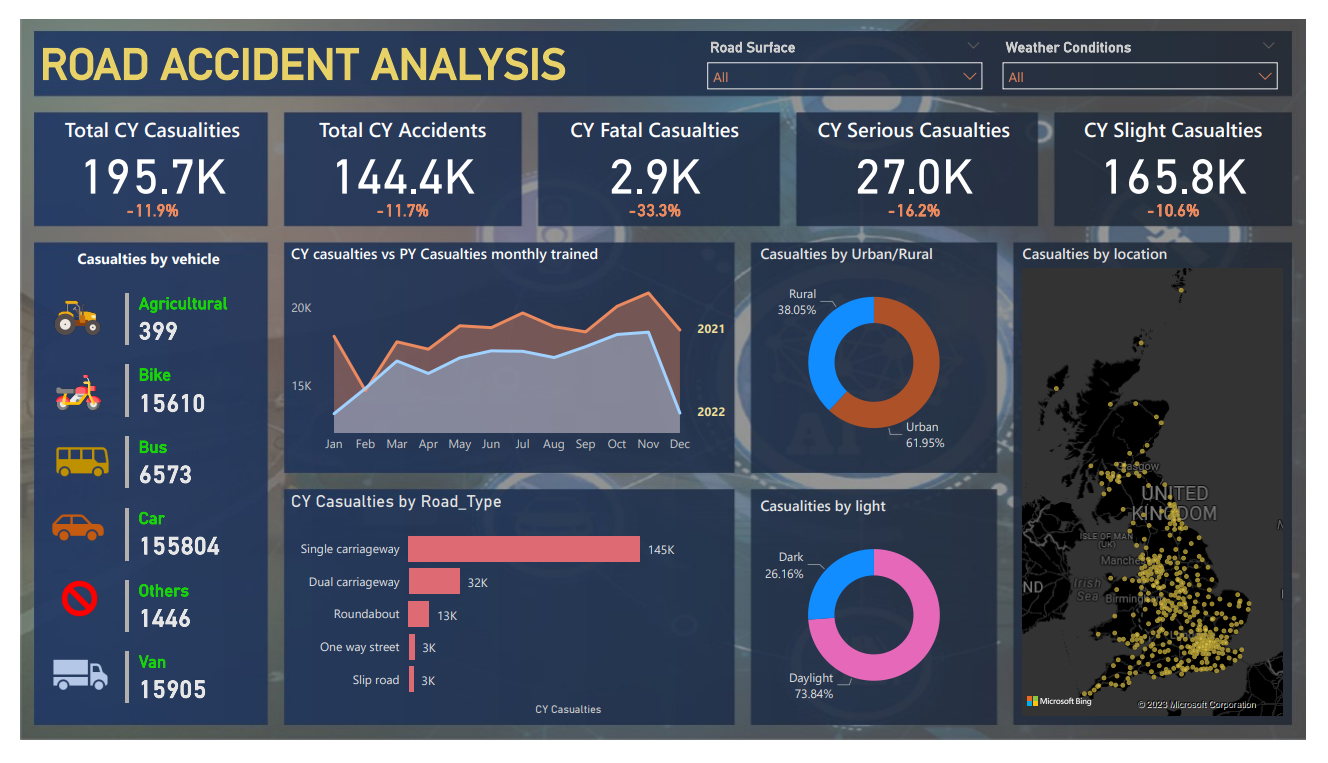 ROAD ACCIDENT ANALYSIS
Road Surface
All
Weather Conditions
All
Total CY Casualities
195.7K
-11.9%
Total CY Accidents
144.4K
-11.7%
CY Fatal Casualties
2.9K
-33.3%
CY Serious Casualties
27.0K
-16.2%
CY Slight Casualties
165.8K
-10.6%
Casualties by vehicle
Agricultural
399
Bike
15610
Bus
6573
Car
155804
Others
1446
Van
15905
CY casualties vs PY Casualties monthly trained
20K
15K
2021
2022
Jan Feb Mar Apr May Jun Jul Aug Sep Oct Nov Dec
CY Casualties by Road_Type
Single carriageway 145K
Dual carriageway 32K
Roundabout 13K
One way street 3K
Slip road 3K
CY Casualties
Casualties by Urban/Rural
Rural
38.05%
Urban
61.95%
Casualities by light
Dark
26.16%
Daylight
73.84%
Casualties by location
Glasgow
UNITED
KINGDOM
ISLE OF MAN
(UK)
Manche
ND
Irish
Sea
Birming
Microsoft Bing
© 2023 Microsoft Corporation